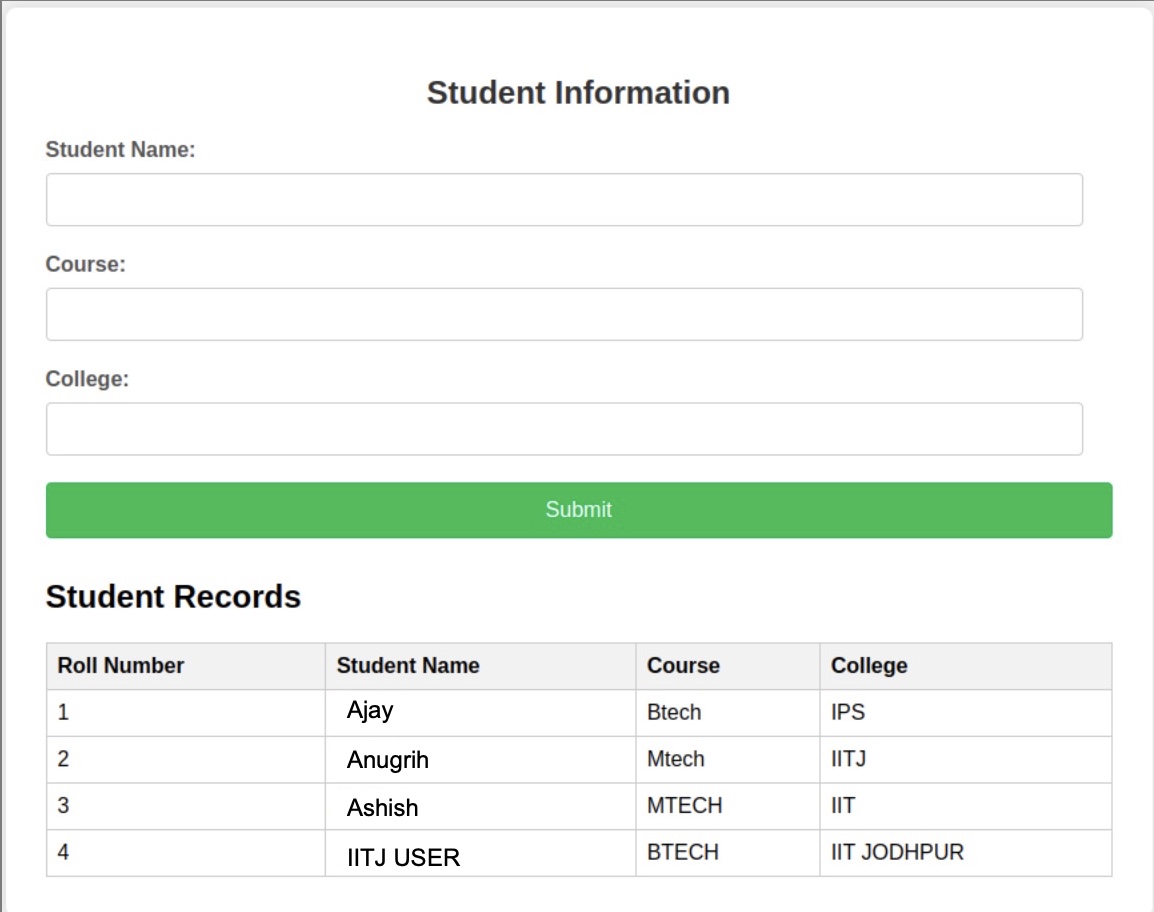 Student Information
Student Name:
Course:
College:
Submit
Student Records
Roll Number Student Name Course College
1 Ajay Btech IPS
2 Anugrih Mtech IITJ
3 Ashish MTECH IIT
4 IITJ USER BTECH IIT JODHPUR